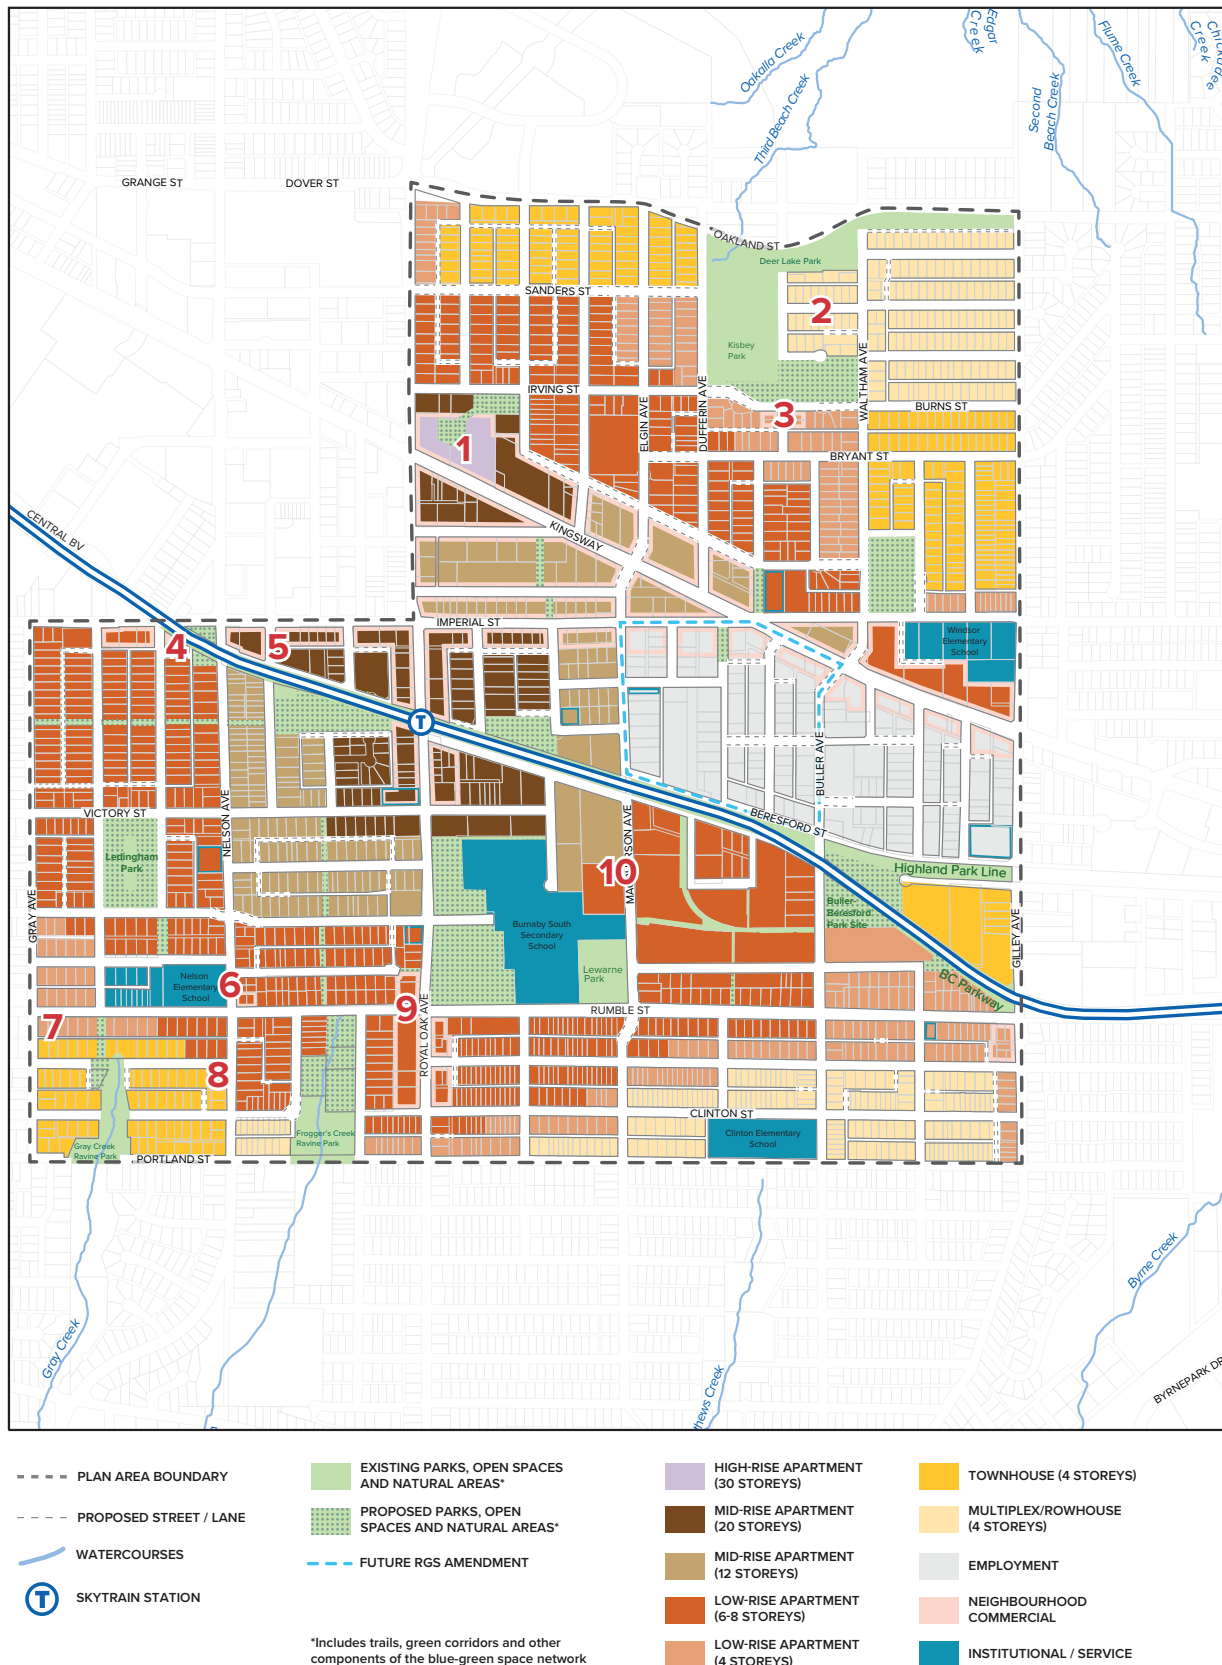 Oakalla Creek
Third Beach Creek
Edgar
Creek
Second
Beach Creek
Flume Creek
Chickadee
Creek
GRANGE ST
DOVER ST
OAKLAND ST
Deer Lake Park
SANDERS ST
2
Kisbey
Park
IRVING ST
ELGIN AVE
DUFFERIN AVE
WALTHAM AVE
BURNS ST
3
1
BRYANT ST
CENTRAL BV
KINGSWAY
IMPERIAL ST
4
5
Windsor
Elementary
School
T
BULLER AVE
VICTORY ST
NELSON AVE
BERESFORD ST
Ledingham
Park
10
Highland Park Line
GRAY AVE
Buller-
Beresford
Park Site
GILLEY AVE
Burnaby South
Secondary
School
Lewarne
Park
Nelson
Elementary
School
6
BC Parkway
9
ROYAL OAK AVE
RUMBLE ST
7
8
CLINTON ST
Clinton Elementary
School
Frogger's Creek
Ravine Park
Gray Creek
Ravine Park
PORTLAND ST
Byrne Creek
Gray Creek
hews Creek
BYRNEPARK DR
PLAN AREA BOUNDARY
PROPOSED STREET / LANE
WATERCOURSES
T
SKYTRAIN STATION
EXISTING PARKS, OPEN SPACES
AND NATURAL AREAS*
PROPOSED PARKS, OPEN
SPACES AND NATURAL AREAS*
FUTURE RGS AMENDMENT
*Includes trails, green corridors and other
components of the blue-green space network
HIGH-RISE APARTMENT
(30 STOREYS)
MID-RISE APARTMENT
(20 STOREYS)
MID-RISE APARTMENT
(12 STOREYS)
LOW-RISE APARTMENT
(6-8 STOREYS)
LOW-RISE APARTMENT
(4 STOREYS)
TOWNHOUSE (4 STOREYS)
MULTIPLEX/ROWHOUSE
(4 STOREYS)
EMPLOYMENT
NEIGHBOURHOOD
COMMERCIAL
INSTITUTIONAL / SERVICE